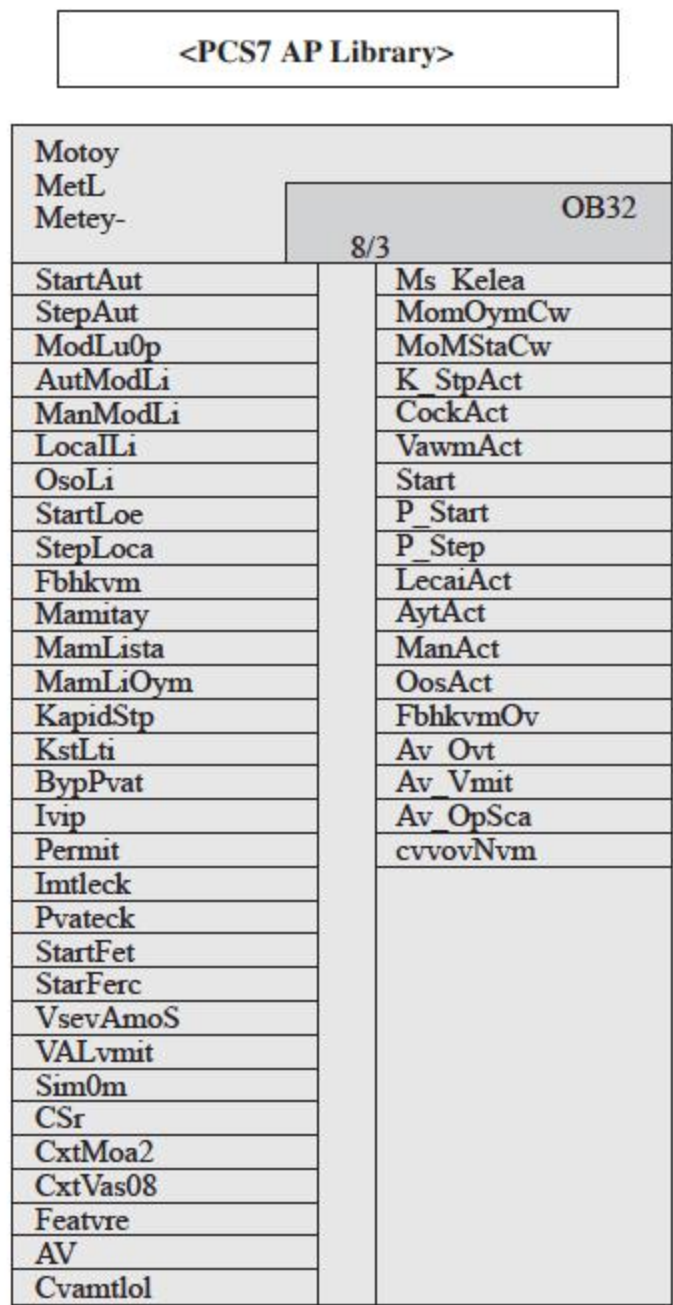 <PCS7 AP Library>
Motoy
MetL
Metey-
OB32
8/3
StartAut
StepAut
ModLu0p
AutModLi
ManModLi
LocaILi
OsoLi
StartLoe
StepLoca
Fbhkvm
Mamitay
MamLista
MamLiOym
KapidStp
KstLti
BypPvat
Ivip
Permit
Imtleck
Pvateck
StartFet
StarFerc
VsevAmoS
VALvmit
Sim0m
CSr
CxtMoa2
CxtVas08
Featvre
AV
Cvamtlol
Ms_Kelea
MomOymCw
MoMStaCw
K_StpAct
CockAct
VawmAct
Start
P_Start
P_Step
LecaiAct
AytAct
ManAct
OosAct
FbhkvmOv
Av_Ovt
Av_Vmit
Av_OpSca
cvvovNvm